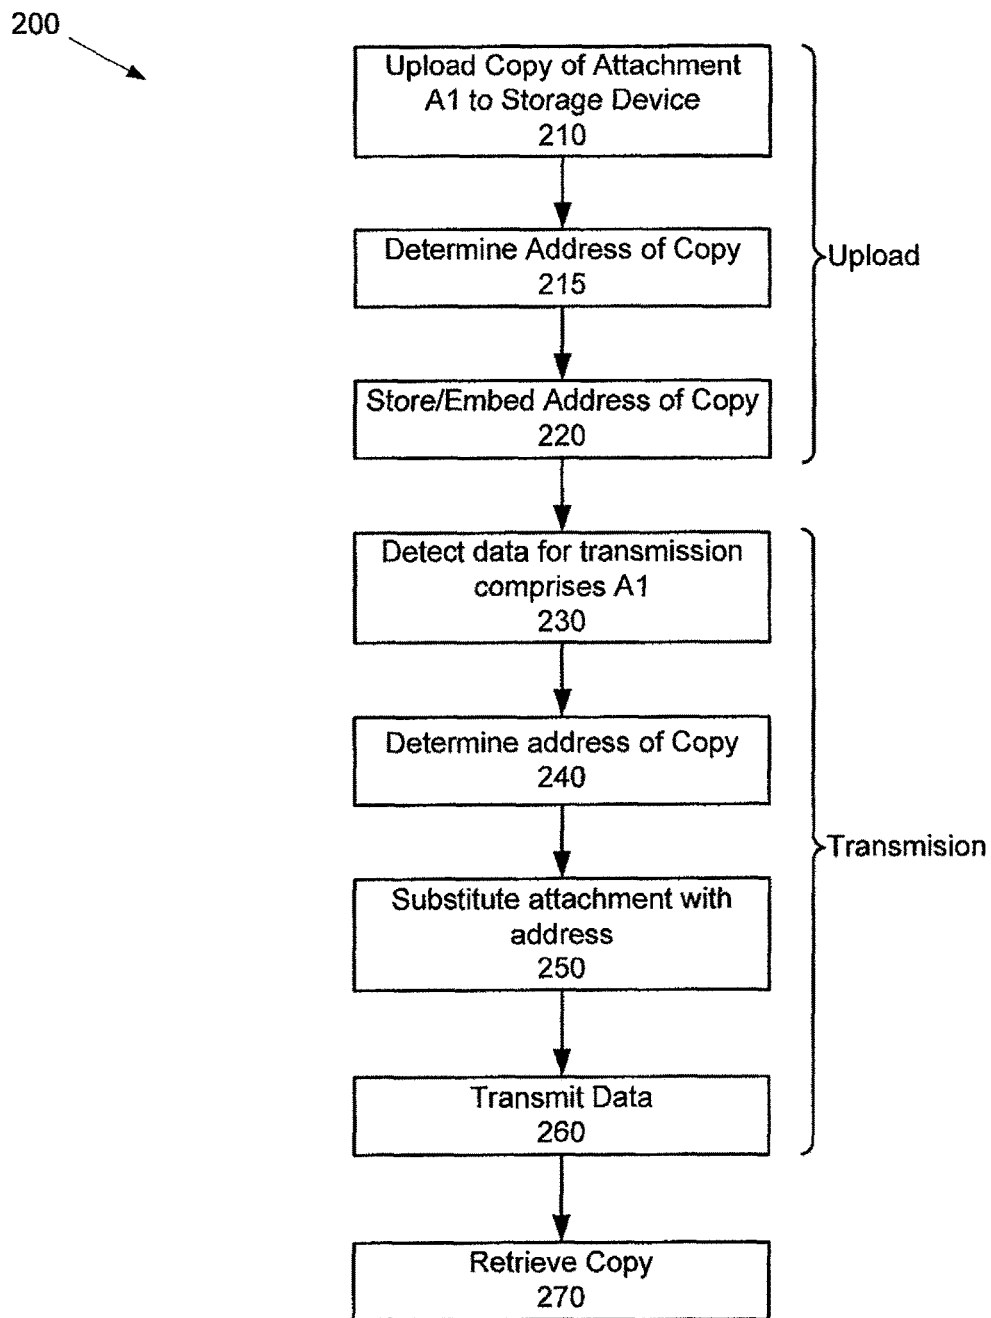 200
Upload Copy of Attachment
A1 to Storage Device
210
Determine Address of Copy
215
Upload
Store/Embed Address of Copy
220
Detect data for transmission
comprises A1
230
Determine address of Copy
240
Transmision
Substitute attachment with
address
250
Transmit Data
260
Retrieve Copy
270